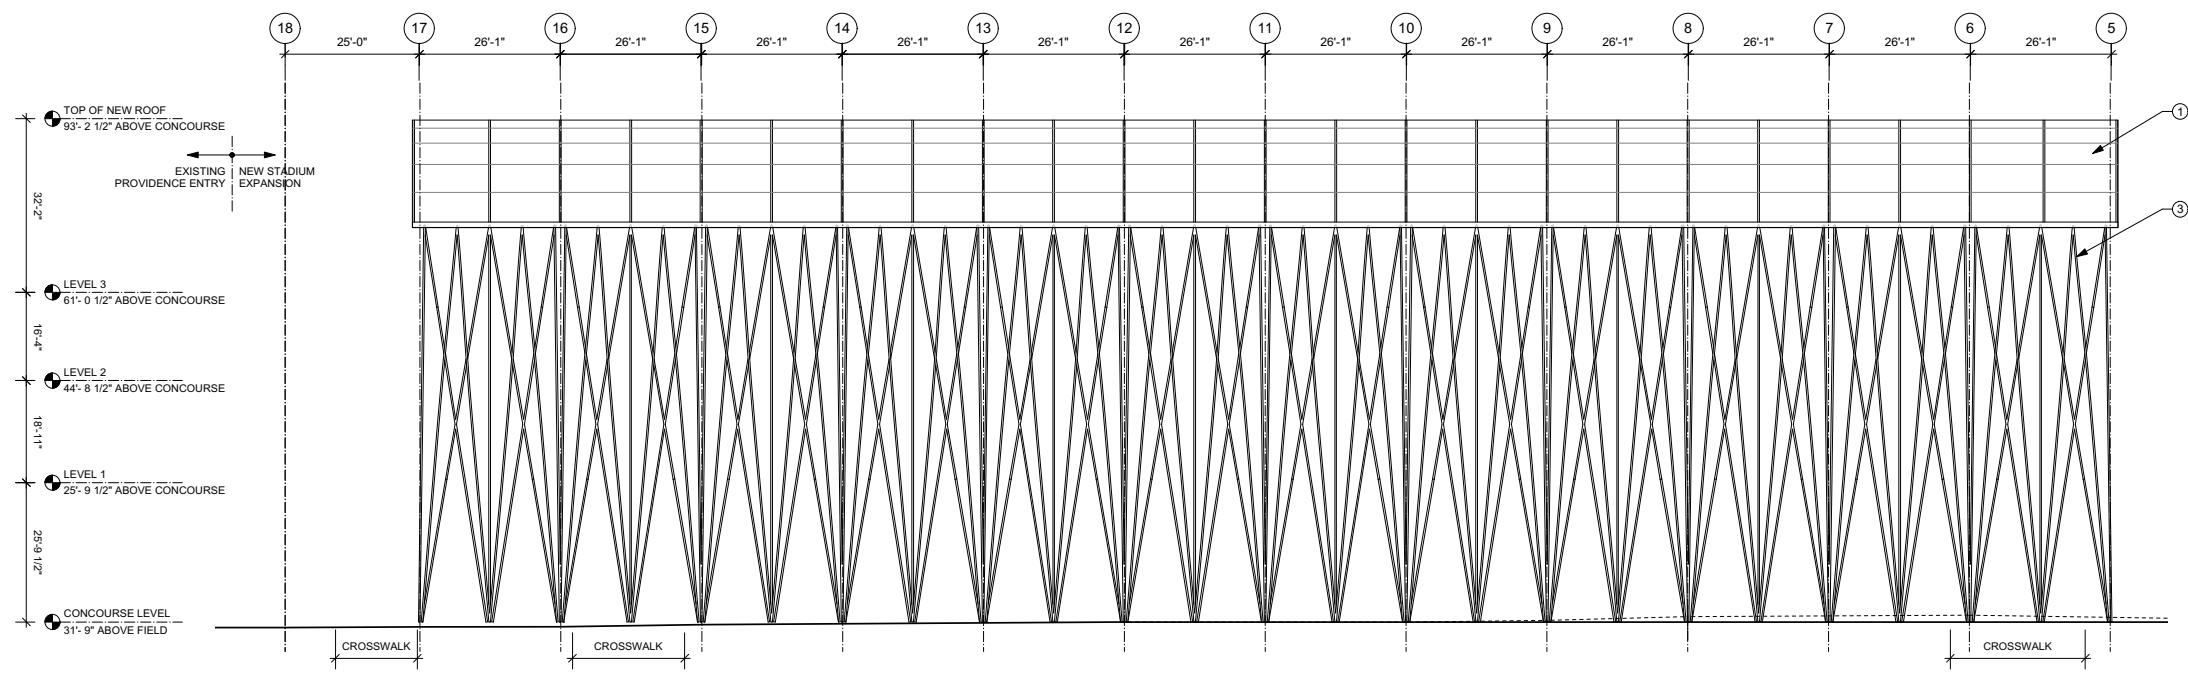 18 17 16 15 14 13 12 11 10 9 8 7 6 5
25'-0" 26'-1" 26'-1" 26'-1" 26'-1" 26'-1" 26'-1" 26'-1" 26'-1" 26'-1" 26'-1" 26'-1" 26'-1"
TOP OF NEW ROOF
93'- 2 1/2" ABOVE CONCOURSE
1
EXISTING
PROVIDENCE ENTRY
NEW STADIUM
EXPANSION
32'-2"
3
LEVEL 3
61'- 0 1/2" ABOVE CONCOURSE
16'-4"
LEVEL 2
44'- 8 1/2" ABOVE CONCOURSE
18'-11"
LEVEL 1
25'- 9 1/2" ABOVE CONCOURSE
25'-9 1/2"
CONCOURSE LEVEL
31'- 9" ABOVE FIELD
CROSSWALK CROSSWALK CROSSWALK